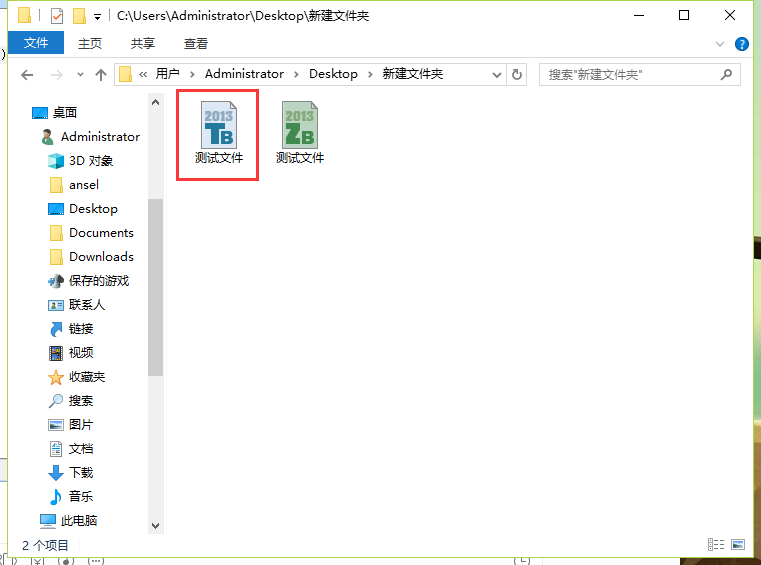 C:\Users\Administrator\Desktop\新建文件夹
文件 主页 共享 查看
« 用户 › Administrator › Desktop › 新建文件夹
搜索"新建文件夹"
桌面
Administrator
3D 对象
ansel
Desktop
Documents
Downloads
保存的游戏
联系人
链接
视频
收藏夹
搜索
图片
文档
下载
音乐
此电脑
2013
TB
测试文件
2013
ZB
测试文件
2 个项目